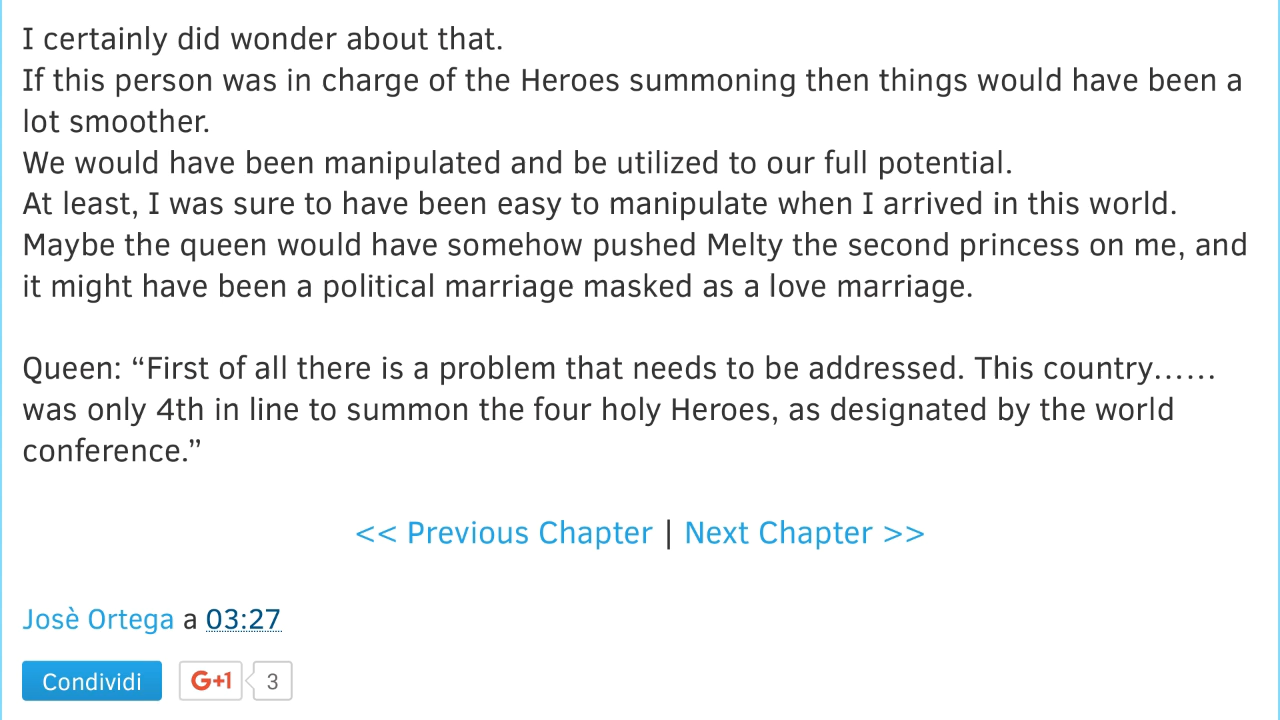 I certainly did wonder about that.
If this person was in charge of the Heroes summoning then things would have been a
lot smoother.
We would have been manipulated and be utilized to our full potential.
At least, I was sure to have been easy to manipulate when I arrived in this world.
Maybe the queen would have somehow pushed Melty the second princess on me, and
it might have been a political marriage masked as a love marriage.
Queen: “First of all there is a problem that needs to be addressed. This country……
was only 4th in line to summon the four holy Heroes, as designated by the world
conference.”
<< Previous Chapter | Next Chapter >>
Josè Ortega a 03:27
Condividi G+1 3